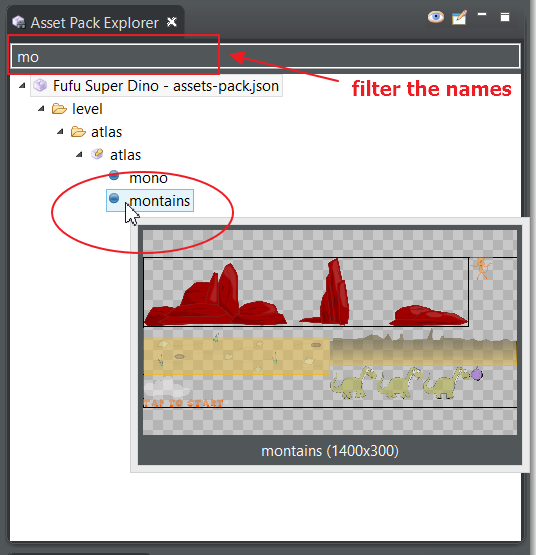 Asset Pack Explorer
mo
filter the names
Fufu Super Dino - assets-pack.json
level
atlas
atlas
mono
montains
TAP TO START
montains (1400x300)